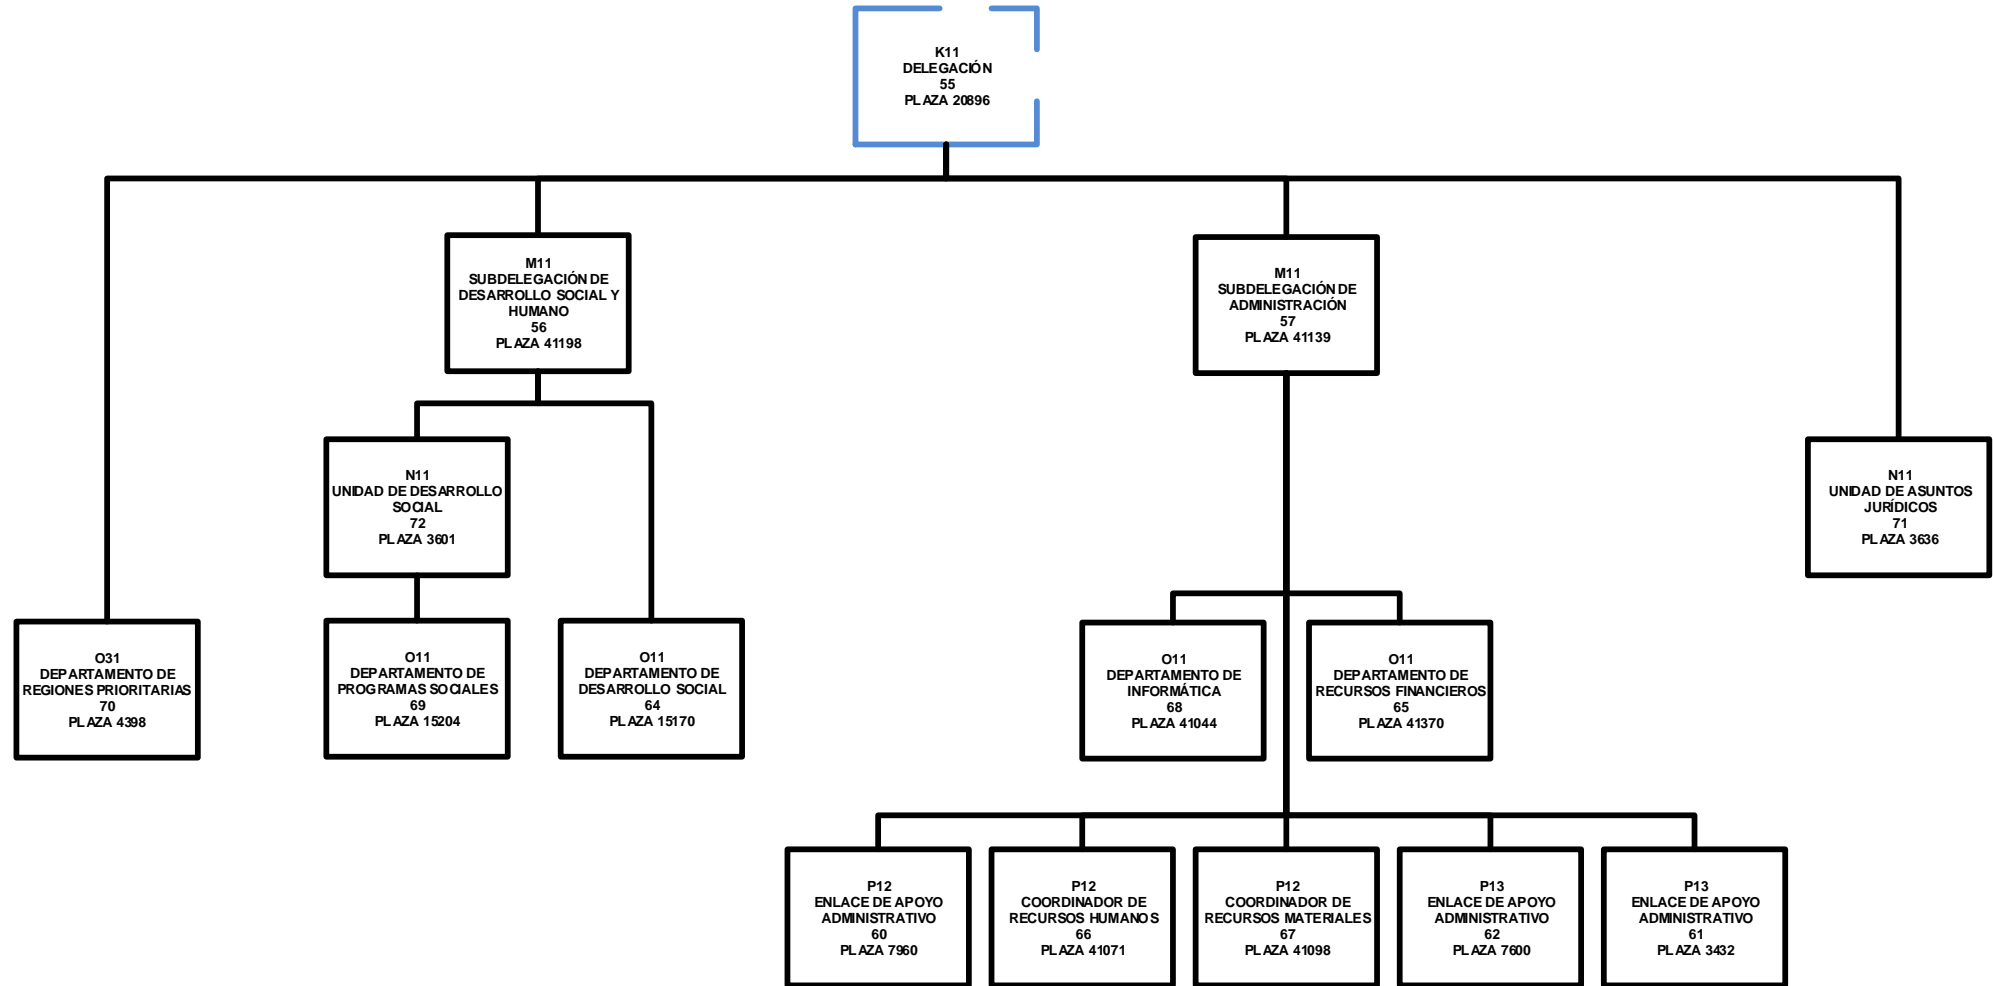 K11
DELEGACIÓN
55
PLAZA 20896
M11
SUBDELEGACIÓN DE
DESARROLLO SOCIAL Y
HUMANO
56
PLAZA 41198
M11
SUBDELEGACIÓN DE
ADMINISTRACIÓN
57
PLAZA 41139
N11
UNIDAD DE DESARROLLO
SOCIAL
72
PLAZA 3601
N11
UNIDAD DE ASUNTOS
JURÍDICOS
71
PLAZA 3636
O31
DEPARTAMENTO DE
REGIONES PRIORITARIAS
70
PLAZA 4398
O11
DEPARTAMENTO DE
PROGRAMAS SOCIALES
69
PLAZA 15204
O11
DEPARTAMENTO DE
DESARROLLO SOCIAL
64
PLAZA 15170
O11
DEPARTAMENTO DE
INFORMÁTICA
68
PLAZA 41044
O11
DEPARTAMENTO DE
RECURSOS FINANCIEROS
65
PLAZA 41370
P12
ENLACE DE APOYO
ADMINISTRATIVO
60
PLAZA 7960
P12
COORDINADOR DE
RECURSOS HUMANOS
66
PLAZA 41071
P12
COORDINADOR DE
RECURSOS MATERIALES
67
PLAZA 41098
P13
ENLACE DE APOYO
ADMINISTRATIVO
62
PLAZA 7600
P13
ENLACE DE APOYO
ADMINISTRATIVO
61
PLAZA 3432